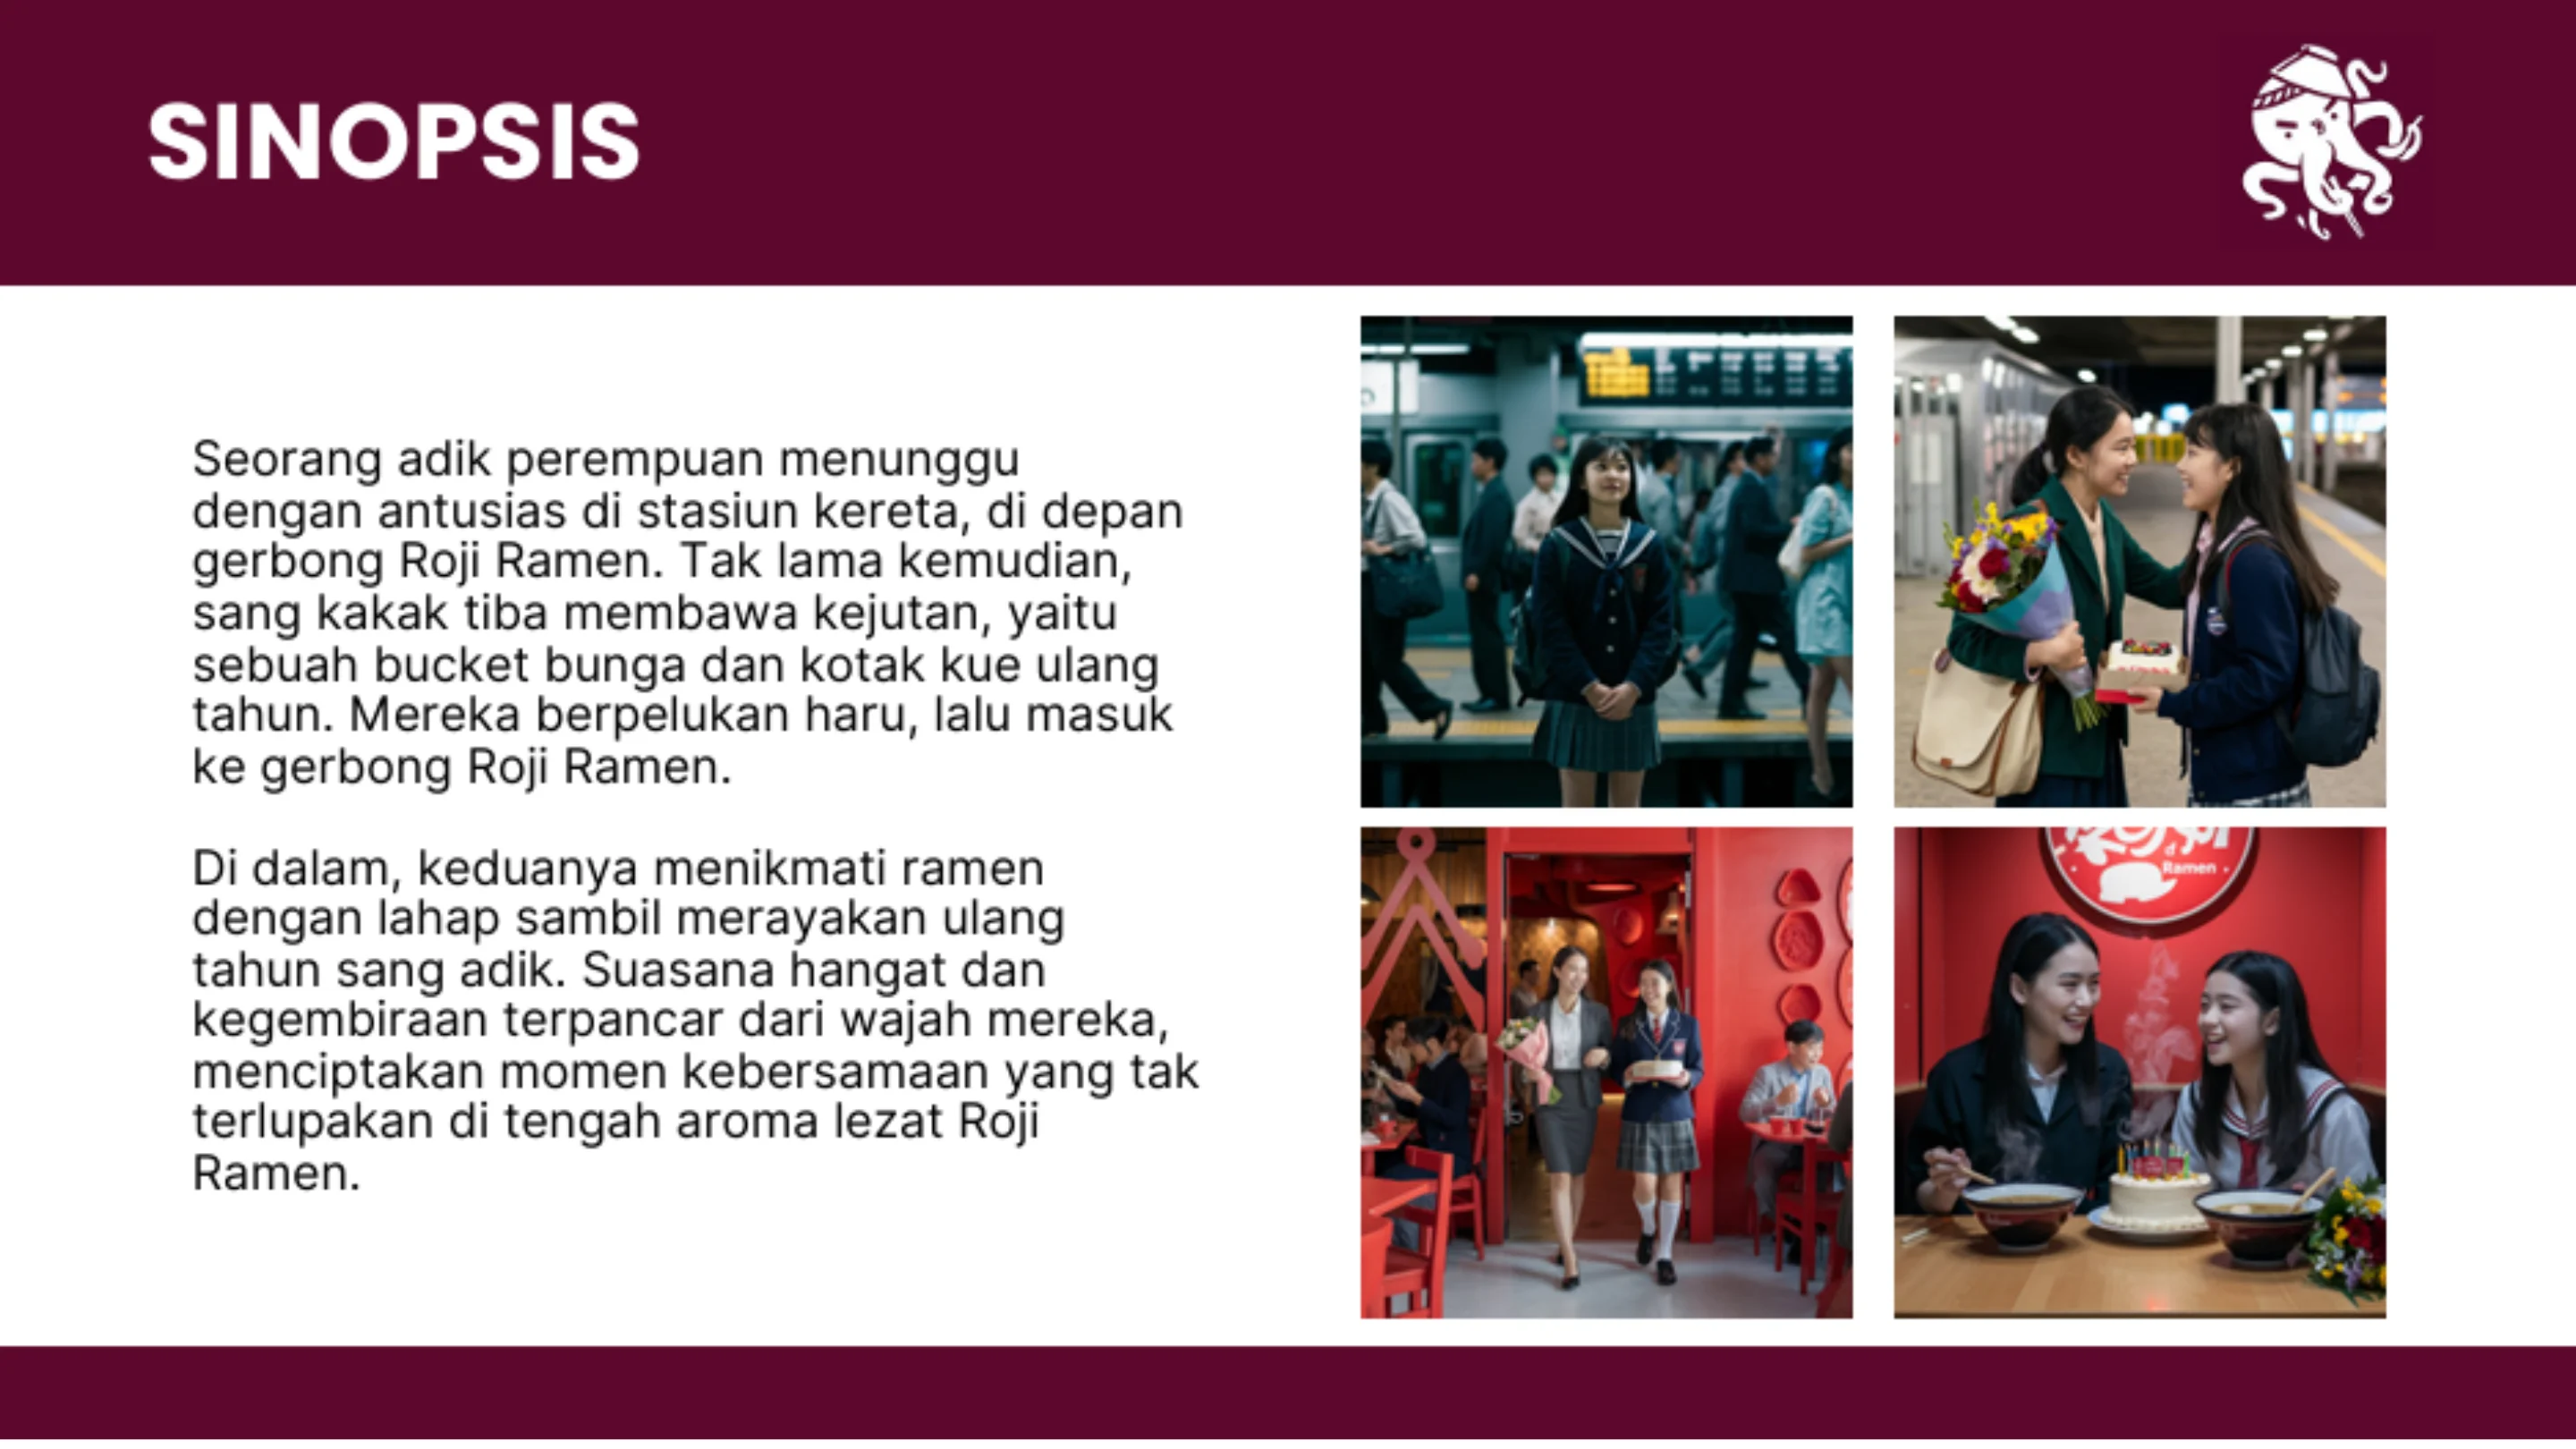 SINOPSIS
Seorang adik perempuan menunggu
dengan antusias di stasiun kereta, di depan
gerbong Roji Ramen. Tak lama kemudian,
sang kakak tiba membawa kejutan, yaitu
sebuah bucket bunga dan kotak kue ulang
tahun. Mereka berpelukan haru, lalu masuk
ke gerbong Roji Ramen.
Di dalam, keduanya menikmati ramen
dengan lahap sambil merayakan ulang
tahun sang adik. Suasana hangat dan
kegembiraan terpancar dari wajah mereka,
menciptakan momen kebersamaan yang tak
terlupakan di tengah aroma lezat Roji
Ramen.
Ramen